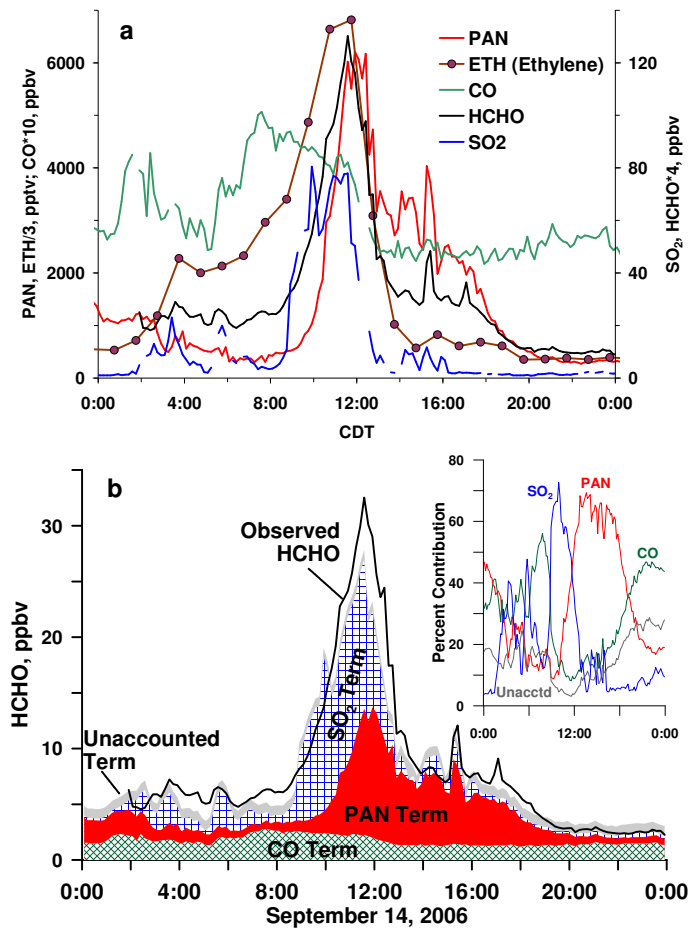 a
PAN
ETH (Ethylene)
CO
HCHO
SO2
PAN, ETH/3, pptv; CO*10, ppbv
6000
4000
2000
0
SO2, HCHO*4, ppbv
120
80
40
0
0:00 4:00 8:00 12:00 16:00 20:00 0:00
CDT
b
HCHO, ppbv
30
20
10
0
Observed
HCHO
Unaccounted
Term
SO2 Term
PAN Term
CO Term
0:00 4:00 8:00 12:00 16:00 20:00 0:00
September 14, 2006
Percent Contribution
80
60
40
20
0
SO2
PAN
CO
Unacctd
0:00 12:00 0:00